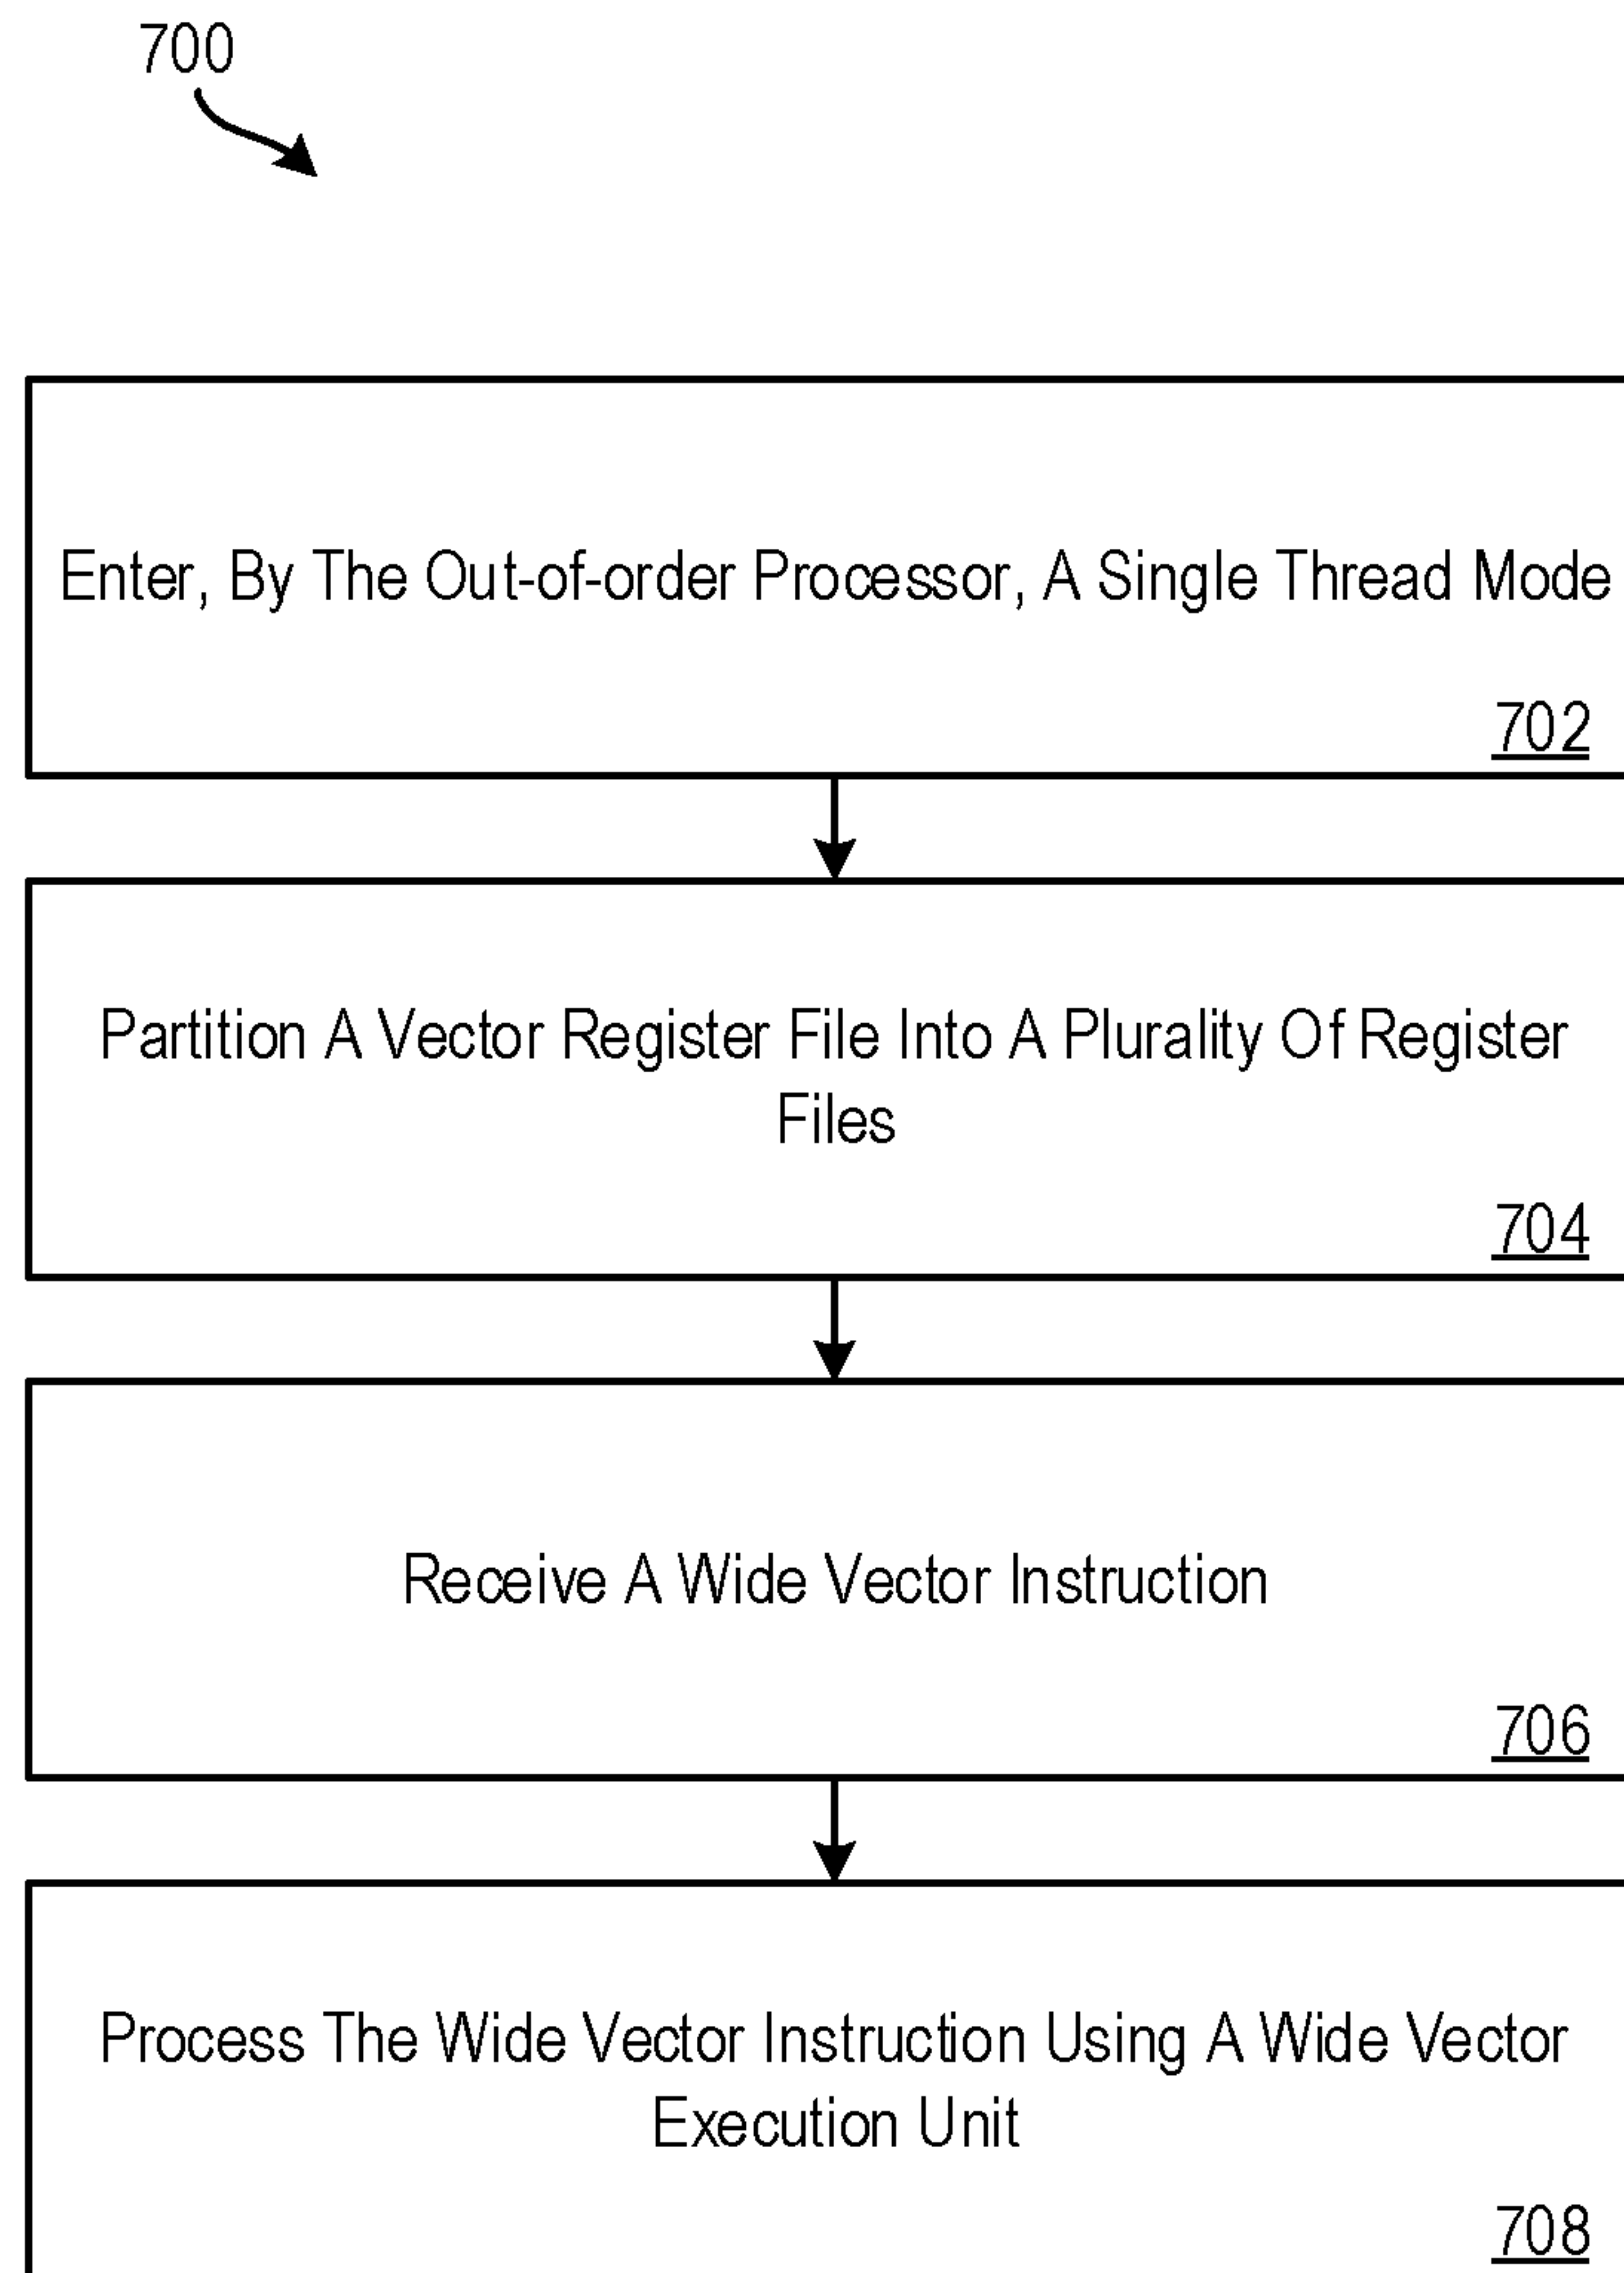 700
Enter, By The Out-of-order Processor, A Single Thread Mode
702
Partition A Vector Register File Into A Plurality Of Register
Files
704
Receive A Wide Vector Instruction
706
Process The Wide Vector Instruction Using A Wide Vector
Execution Unit
708